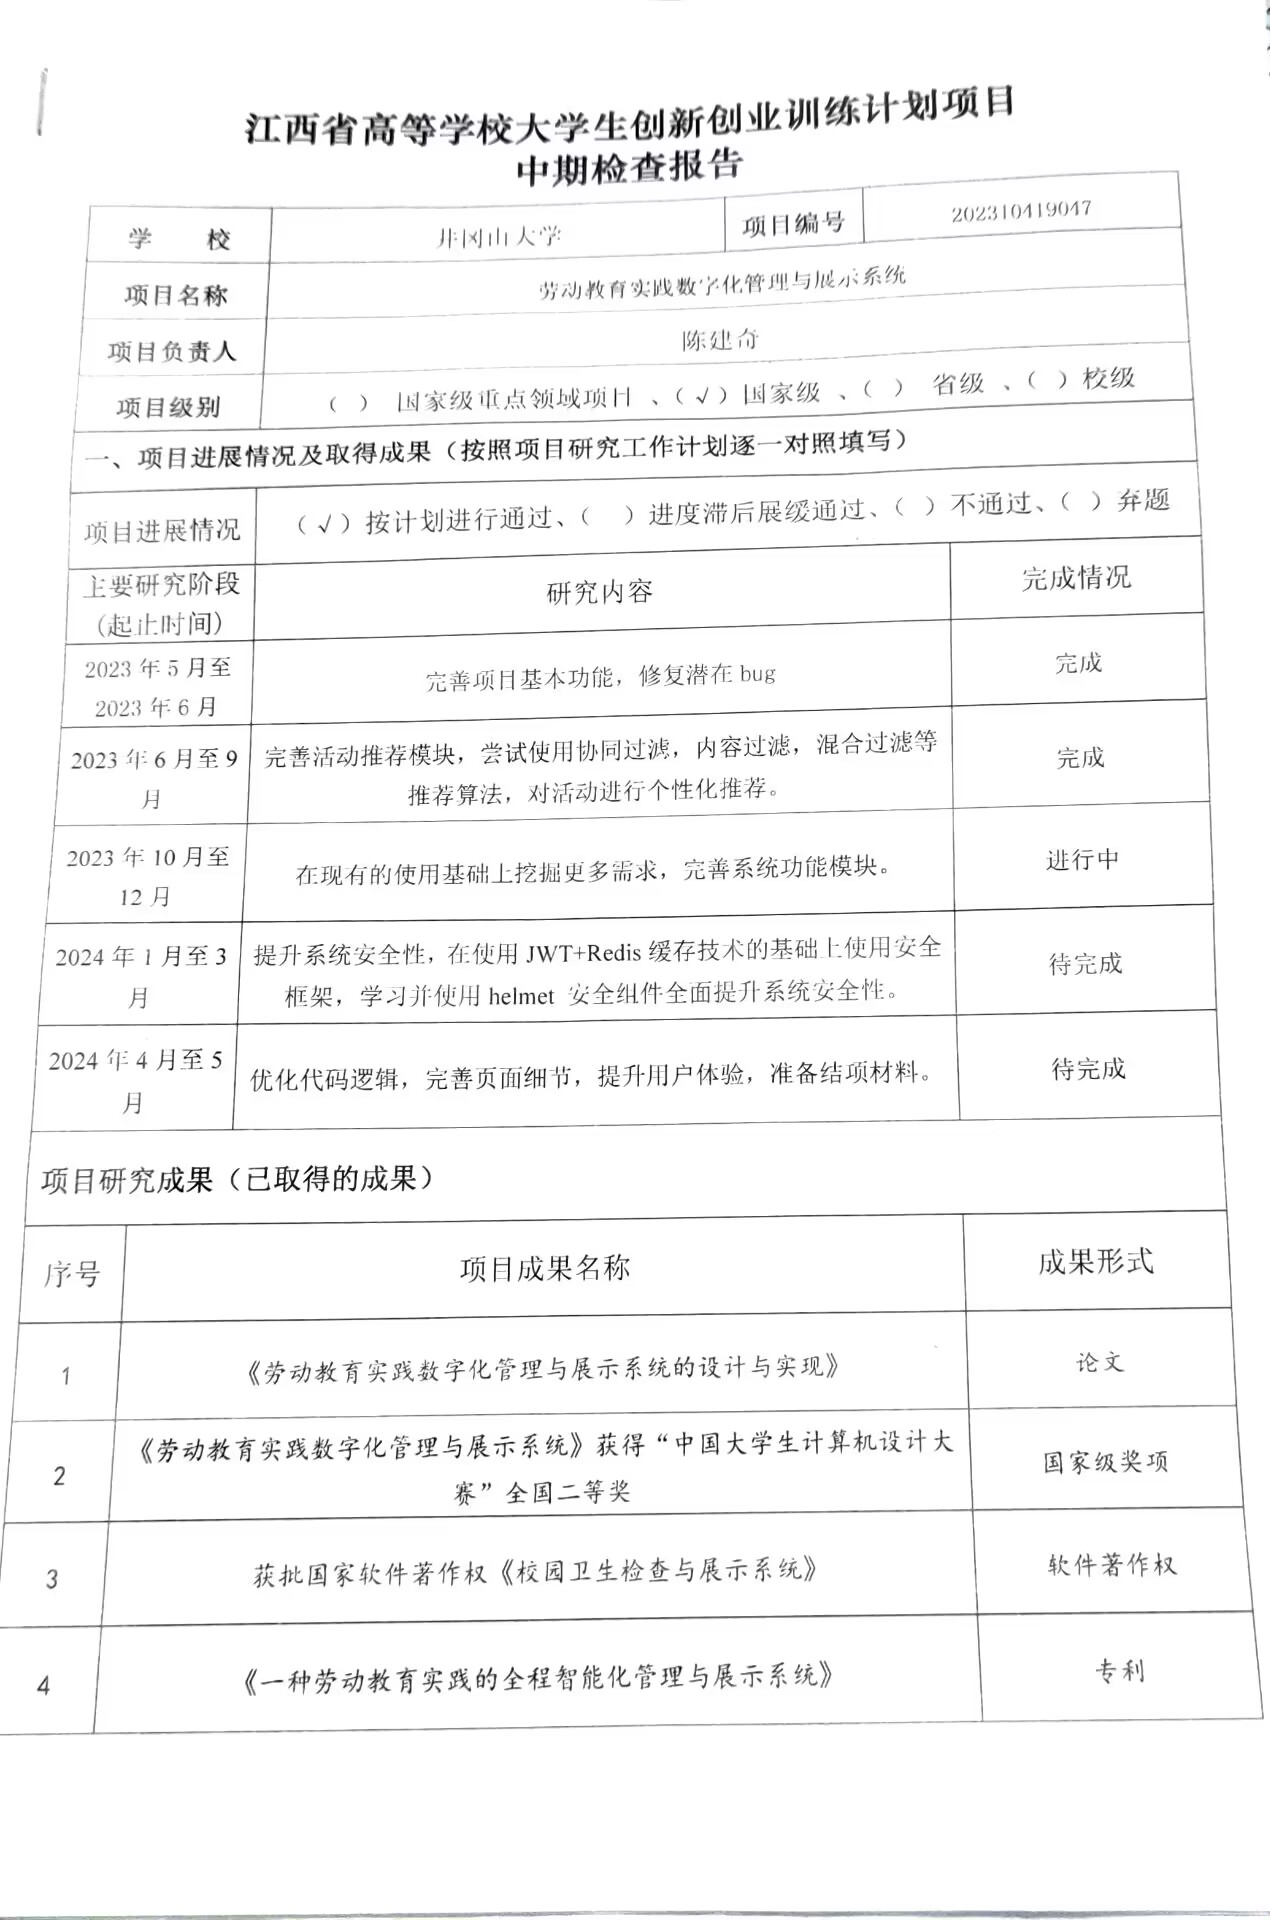 江西省高等学校大学生创新创业训练计划项目
中期检查报告
学 校 井冈山大学 项目编号 202310419047
项目名称 劳动教育实践数字化管理与展示系统
项目负责人 陈建奇
项目级别 （ ） 国家级重点领域项目 、（√）国家级 、（ ） 省级 、（ ）校级
一、项目进展情况及取得成果（按照项目研究工作计划逐一对照填写）
项目进展情况 （√）按计划进行通过、（ ）进度滞后展缓通过、（ ）不通过、（ ）弃题
主要研究阶段
(起止时间)
研究内容
完成情况
2023 年 5 月至
2023 年 6 月
完善项目基本功能，修复潜在 bug
完成
2023 年 6 月至 9
月
完善活动推荐模块，尝试使用协同过滤，内容过滤，混合过滤等
推荐算法，对活动进行个性化推荐。
完成
2023 年 10 月至
12 月
在现有的使用基础上挖掘更多需求，完善系统功能模块。
进行中
2024 年 1 月至 3
月
提升系统安全性，在使用 JWT+Redis 缓存技术的基础上使用安全
框架，学习并使用 helmet 安全组件全面提升系统安全性。
待完成
2024 年 4 月至 5
月
优化代码逻辑，完善页面细节，提升用户体验，准备结项材料。
待完成
项目研究成果（已取得的成果）
序号 项目成果名称 成果形式
1 《劳动教育实践数字化管理与展示系统的设计与实现》 论文
2
《劳动教育实践数字化管理与展示系统》获得“中国大学生计算机设计大
赛”全国二等奖
国家级奖项
3 获批国家软件著作权《校园卫生检查与展示系统》 软件著作权
4 《一种劳动教育实践的全程智能化管理与展示系统》 专利